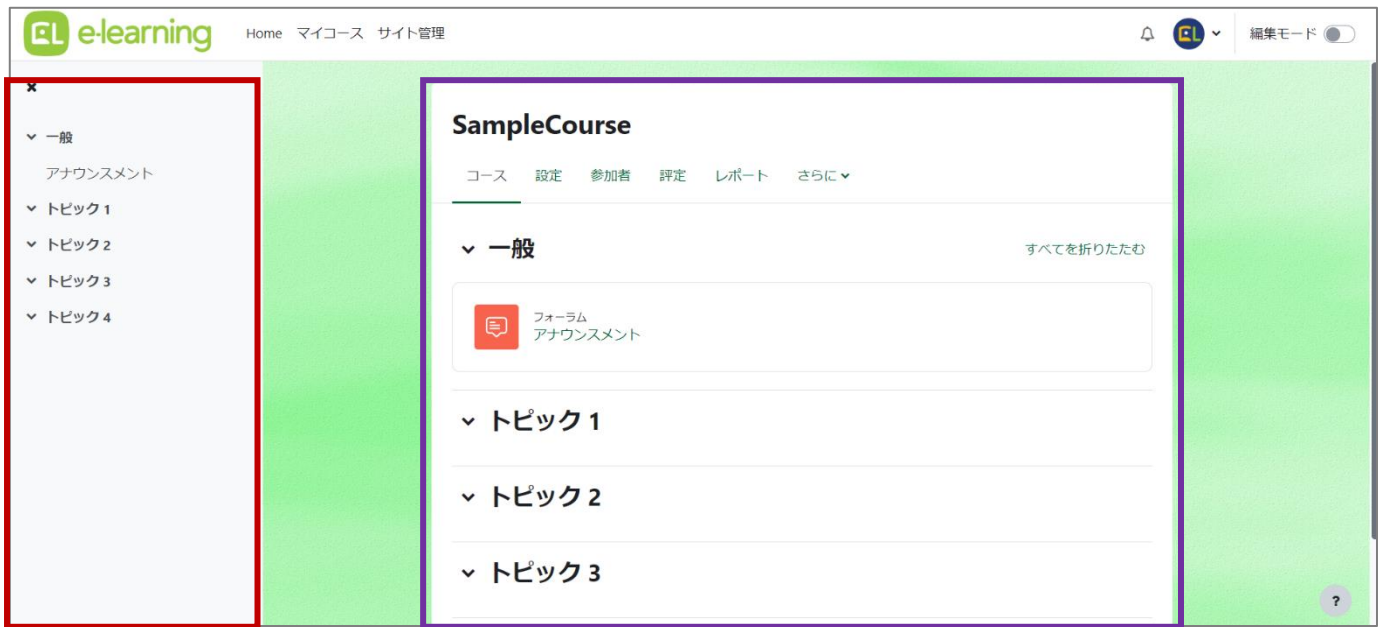 EL e-learning Home マイコース サイト管理 EL 編集モード
一般
アナウンスメント
トピック 1
トピック 2
トピック 3
トピック 4
SampleCourse
コース 設定 参加者 評定 レポート さらに
一般 すべてを折りたたむ
フォーラム
アナウンスメント
トピック 1
トピック 2
トピック 3
?